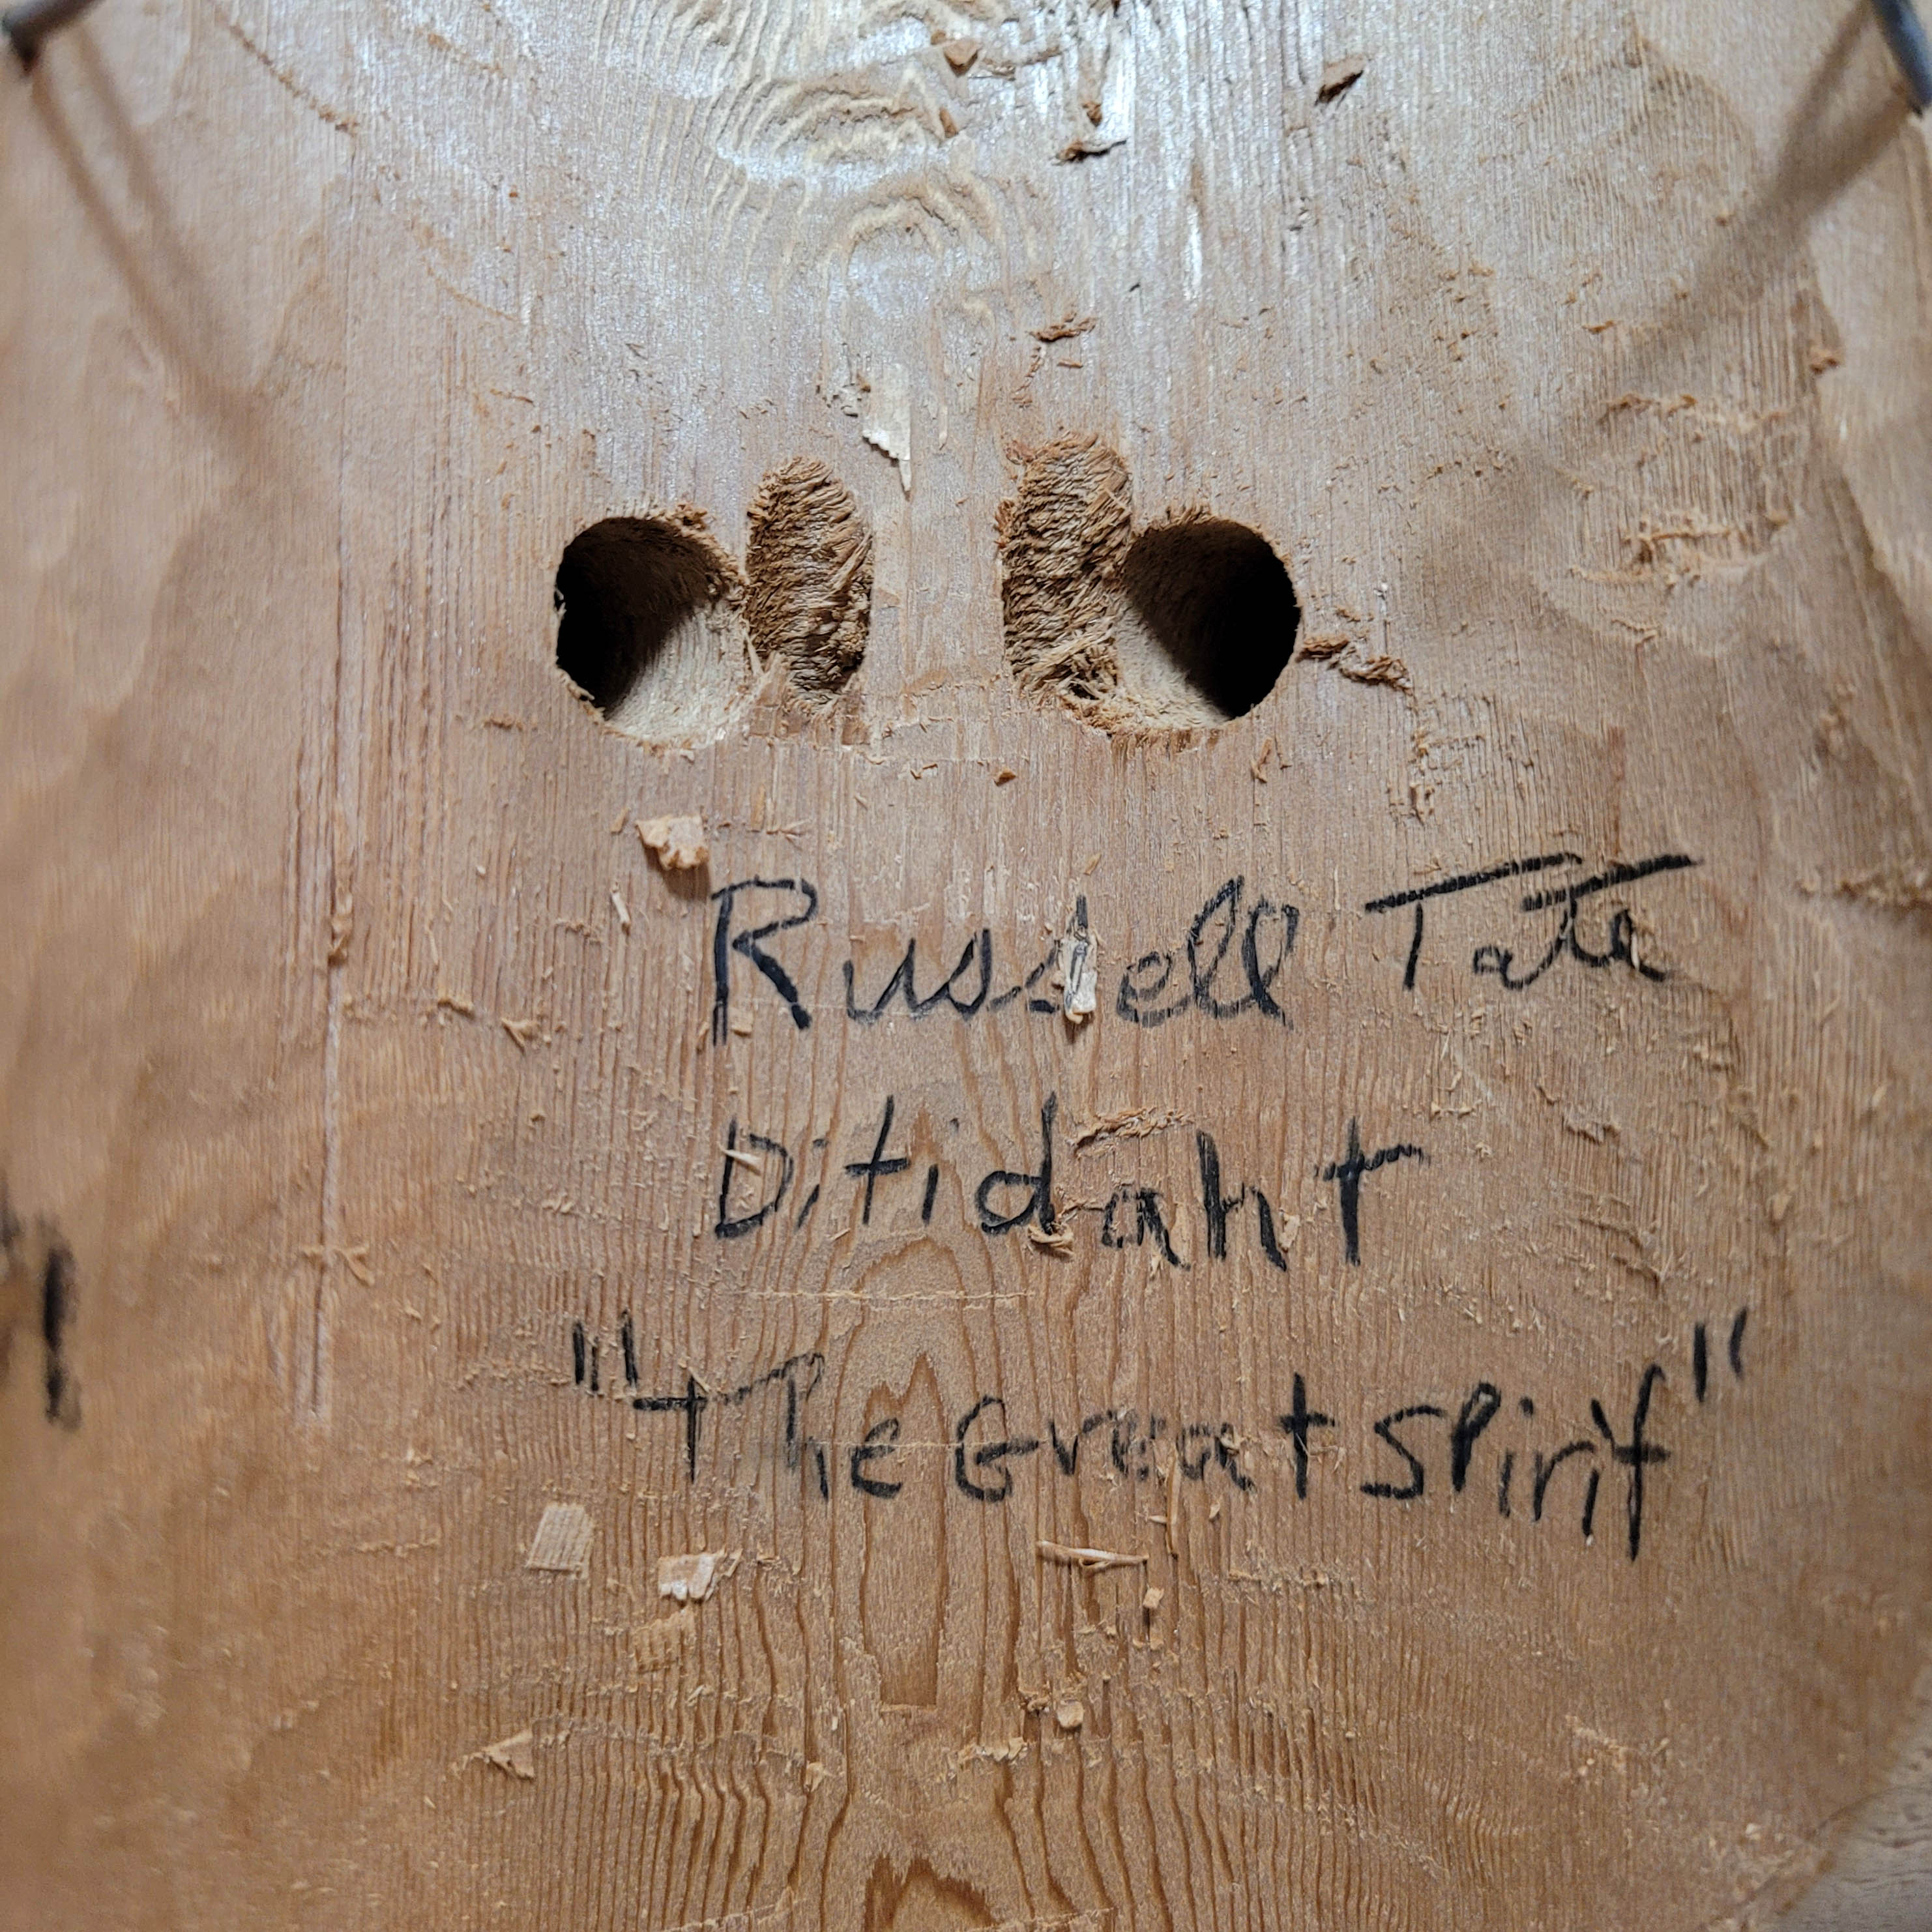 Russell Tate
Ditidaht
"The Great Spirit"